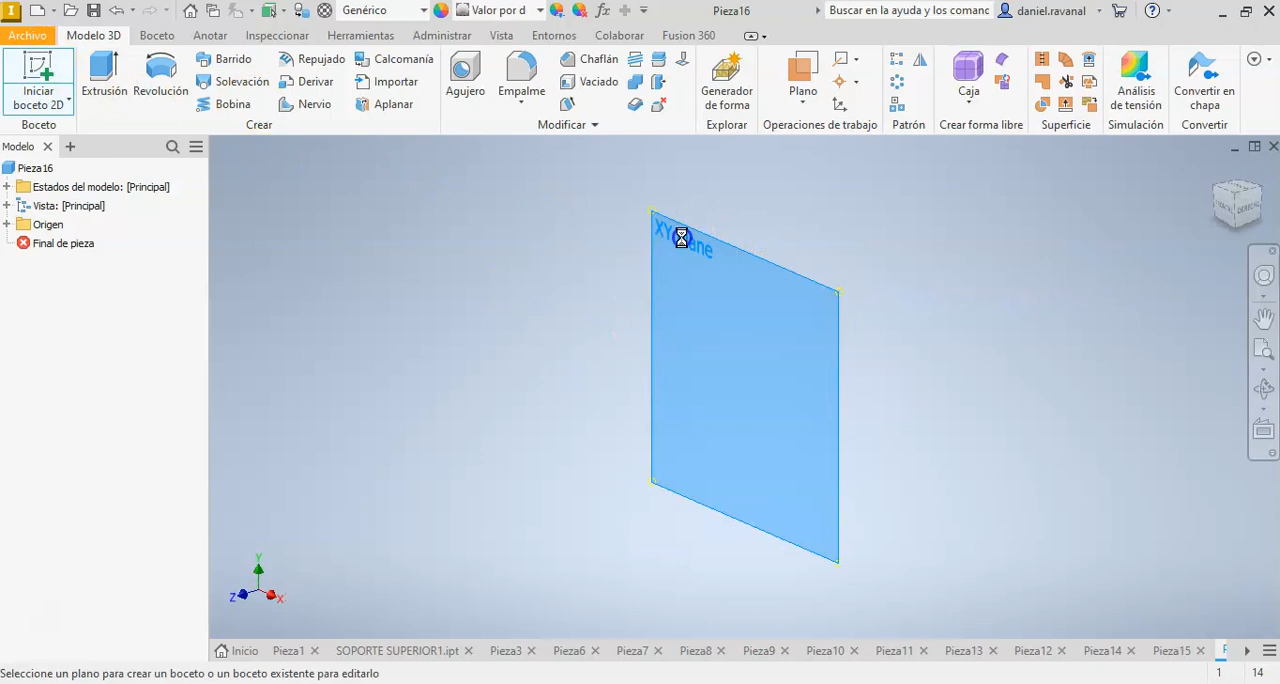 Genérico
Valor por d
fx
Pieza16
Buscar en la ayuda y los comanc
daniel.ravanal
Archivo
Modelo 3D
Boceto
Anotar
Inspeccionar
Herramientas
Administrar
Vista
Entornos
Colaborar
Fusion 360
Iniciar
boceto 2D
Boceto
Extrusión
Revolución
Barrido
Solevación
Bobina
Repujado
Derivar
Nervio
Calcomanía
Importar
Aplanar
Crear
Agujero
Empalme
Chaflán
Vaciado
Modificar
Generador
de forma
Explorar
Plano
Operaciones de trabajo
Patrón
Caja
Crear forma libre
Superficie
Análisis
de tensión
Simulación
Convertir en
chapa
Convertir
Modelo
Pieza16
Estados del modelo: [Principal]
Vista: [Principal]
Origen
Final de pieza
Y
Z
X
Inicio
Pieza1
SOPORTE SUPERIOR1.ipt
Pieza3
Pieza6
Pieza7
Pieza8
Pieza9
Pieza10
Pieza11
Pieza13
Pieza12
Pieza14
Pieza15
Seleccione un plano para crear un boceto o un boceto existente para editarlo
1
14